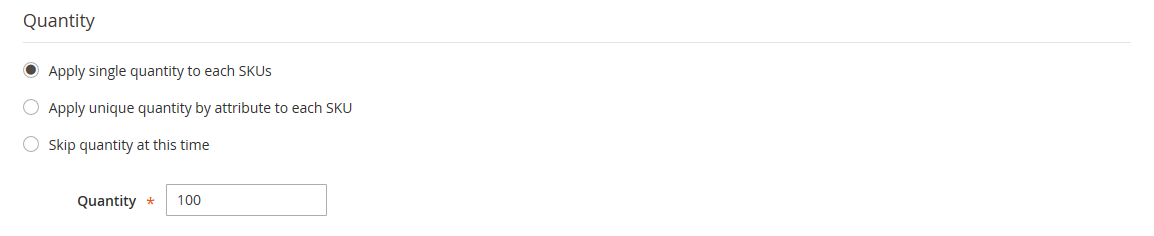 Quantity
Apply single quantity to each SKUs
Apply unique quantity by attribute to each SKU
Skip quantity at this time
Quantity * 100